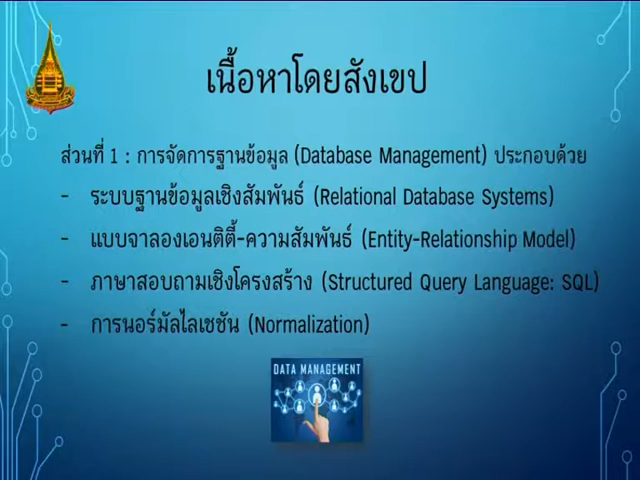 เนื้อหาโดยสังเขป
ส่วนที่ 1 : การจัดการฐานข้อมูล (Database Management) ประกอบด้วย
- ระบบฐานข้อมูลเชิงสัมพันธ์ (Relational Database Systems)
- แบบจาลองเอนติตี้-ความสัมพันธ์ (Entity-Relationship Model)
- ภาษาสอบถามเชิงโครงสร้าง (Structured Query Language: SQL)
- การนอร์มัลไลเซชัน (Normalization)
DATA MANAGEMENT